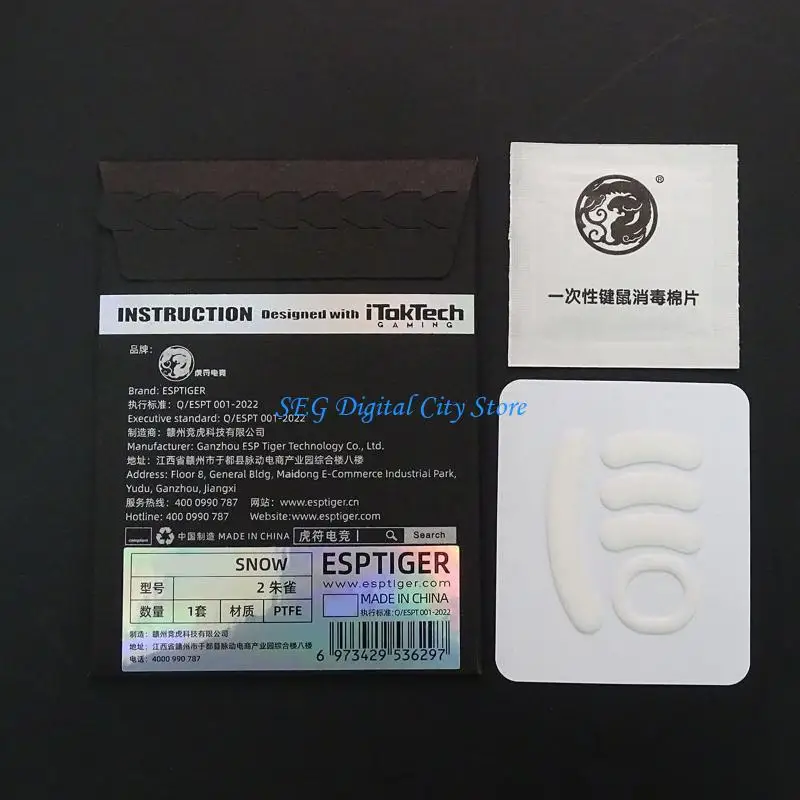 INSTRUCTION Designed with iTokTech
GAMING
品牌：
虎符电竞
Brand: ESPTIGER
执行标准：Q/ESPT 001-2022
Executive standard: Q/ESPT 001-2022
制造商：赣州竞虎科技有限公司
Manufacturer: Ganzhou ESP Tiger Technology Co., Ltd.
地址：江西省赣州市于都县脉动电商产业园综合楼八楼
Address: Floor 8, General Bldg, Maidong E-Commerce Industrial Park,
Yudu, Ganzhou, Jiangxi
服务热线：400 0990 787 网站：www.esptiger.cn
Hotline: 400 0990 787 Website:www.esptiger.com
中国制造 MADE IN CHINA 虎符电竞 Search
SNOW
型号 2 朱雀
数量 1套 材质 PTFE
制造：赣州竞虎科技有限公司
地址：江西省赣州市于都县脉动电商产业园综合楼八楼
电话：4000 990 787
ESPTIGER
www.esptiger.com
MADE IN CHINA
执行标准：Q/ESPT 001-2022
6 973429 536297
®
一次性键鼠消毒棉片
SEG Digital City Store